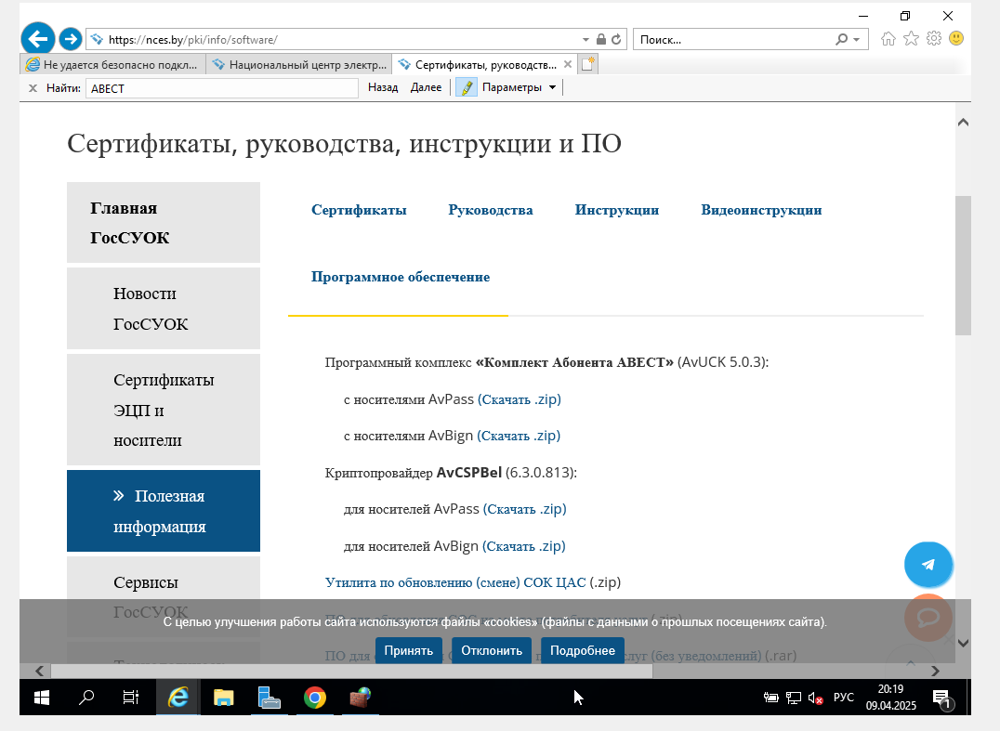 https://nces.by/pki/info/software/
Поиск...
Не удается безопасно подкл...
Национальный центр электр...
Сертификаты, руководств...
Найти: АВЕСТ
Назад Далее Параметры
Сертификаты, руководства, инструкции и ПО
Главная
ГосСУОК
Новости
ГосСУОК
Сертификаты
ЭЦП и
носители
Полезная
информация
Сервисы
ГосСУОК
Сертификаты Руководства Инструкции Видеоинструкции
Программное обеспечение
Программный комплекс «Комплект Абонента АВЕСТ» (AvUCK 5.0.3):
с носителями AvPass (Скачать .zip)
с носителями AvBign (Скачать .zip)
Криптопровайдер AvCSPBel (6.3.0.813):
для носителей AvPass (Скачать .zip)
для носителей AvBign (Скачать .zip)
Утилита по обновлению (смене) СОК ЦАС (.zip)
С целью улучшения работы сайта используются файлы «cookies» (файлы с данными о прошлых посещениях сайта).
Принять Отклонить Подробнее
ПО для
(без уведомлений) (.rar)
РУС
20:19
09.04.2025
1